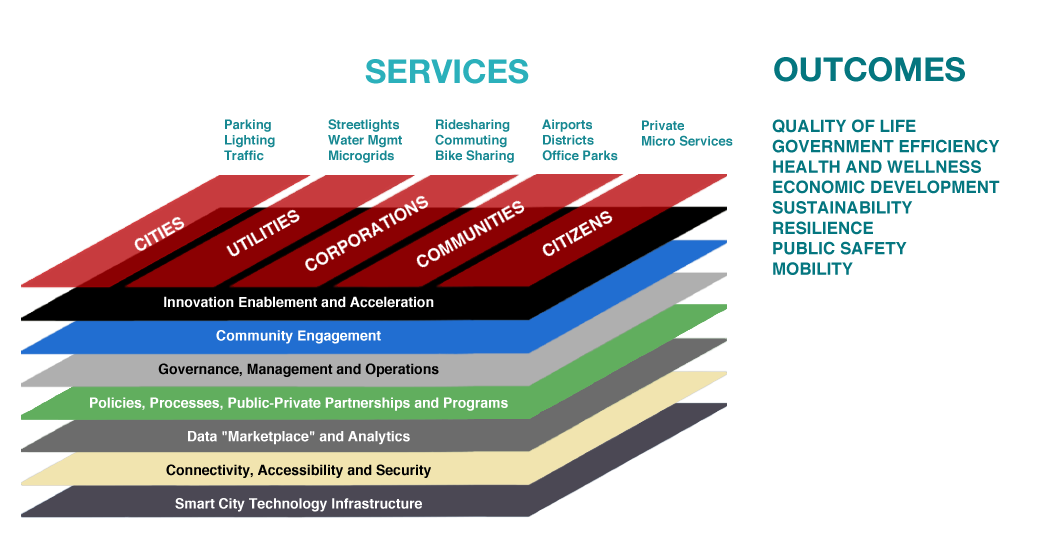 SERVICES
OUTCOMES
Parking
Lighting
Traffic
Streetlights
Water Mgmt
Microgrids
Ridesharing
Commuting
Bike Sharing
Airports
Districts
Office Parks
Private
Micro Services
QUALITY OF LIFE
GOVERNMENT EFFICIENCY
HEALTH AND WELLNESS
ECONOMIC DEVELOPMENT
SUSTAINABILITY
RESILIENCE
PUBLIC SAFETY
MOBILITY
CITIES
UTILITIES
CORPORATIONS
COMMUNITIES
CITIZENS
Innovation Enablement and Acceleration
Community Engagement
Governance, Management and Operations
Policies, Processes, Public-Private Partnerships and Programs
Data "Marketplace" and Analytics
Connectivity, Accessibility and Security
Smart City Technology Infrastructure